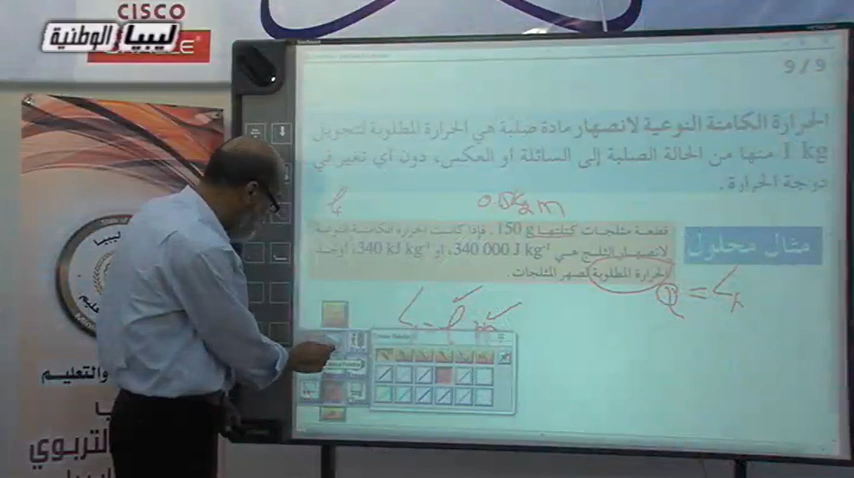 CISCO
ليبيا الوطنية
9/9
الحرارة الكامنة النوعية لانصهار مادة صلبة هي الحرارة المطلوبة لتحويل
1 kg منها من الحالة الصلبة إلى السائلة أو العكس، دون أي تغير في
درجة الحرارة.
مثال محلول
قطعة مثلجات كتلتها 150 g. فإذا كانت الحرارة الكامنة النوعية
لانصهار الثلج هي 340 000 J kg⁻¹، أو 340 kJ kg⁻¹، أوجد
الحرارة المطلوبة لصهر المثلجات.
m
ليبيا
والتعليم
التربوي